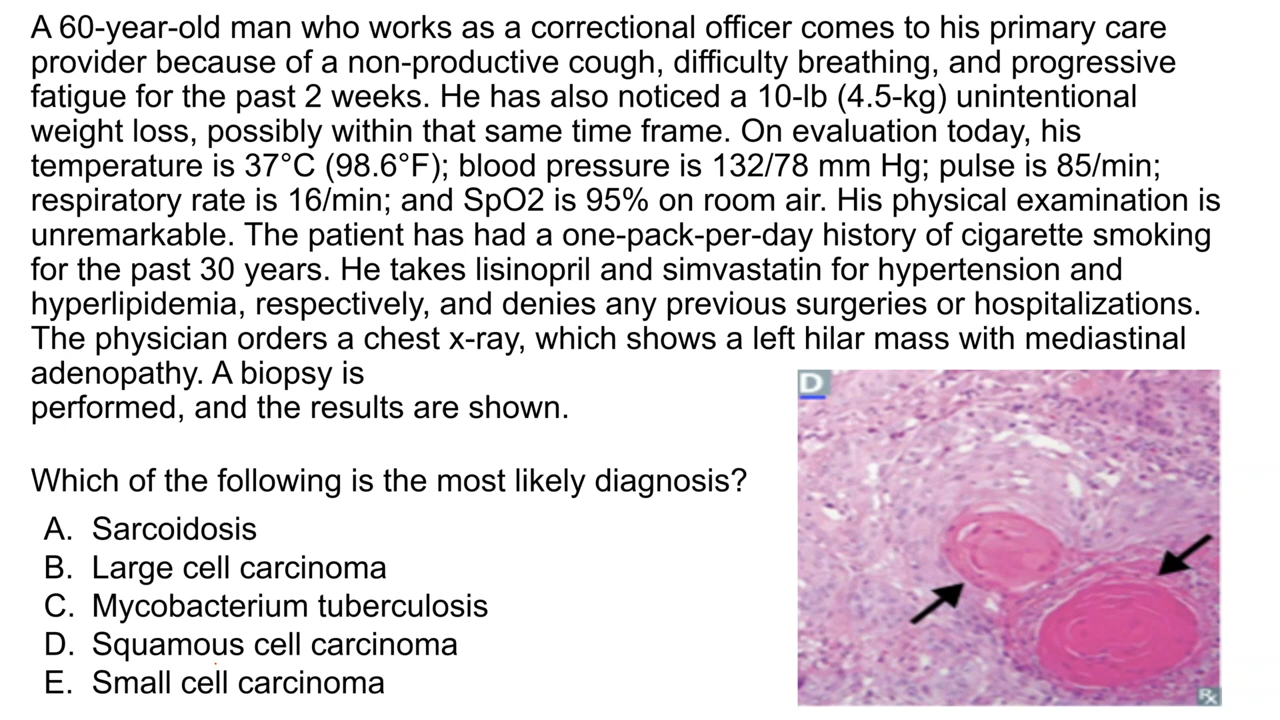 A 60-year-old man who works as a correctional officer comes to his primary care
provider because of a non-productive cough, difficulty breathing, and progressive
fatigue for the past 2 weeks. He has also noticed a 10-lb (4.5-kg) unintentional
weight loss, possibly within that same time frame. On evaluation today, his
temperature is 37°C (98.6°F); blood pressure is 132/78 mm Hg; pulse is 85/min;
respiratory rate is 16/min; and SpO2 is 95% on room air. His physical examination is
unremarkable. The patient has had a one-pack-per-day history of cigarette smoking
for the past 30 years. He takes lisinopril and simvastatin for hypertension and
hyperlipidemia, respectively, and denies any previous surgeries or hospitalizations.
The physician orders a chest x-ray, which shows a left hilar mass with mediastinal
adenopathy. A biopsy is
performed, and the results are shown.
D
Which of the following is the most likely diagnosis?
A. Sarcoidosis
B. Large cell carcinoma
C. Mycobacterium tuberculosis
D. Squamous cell carcinoma
E. Small cell carcinoma
Rx